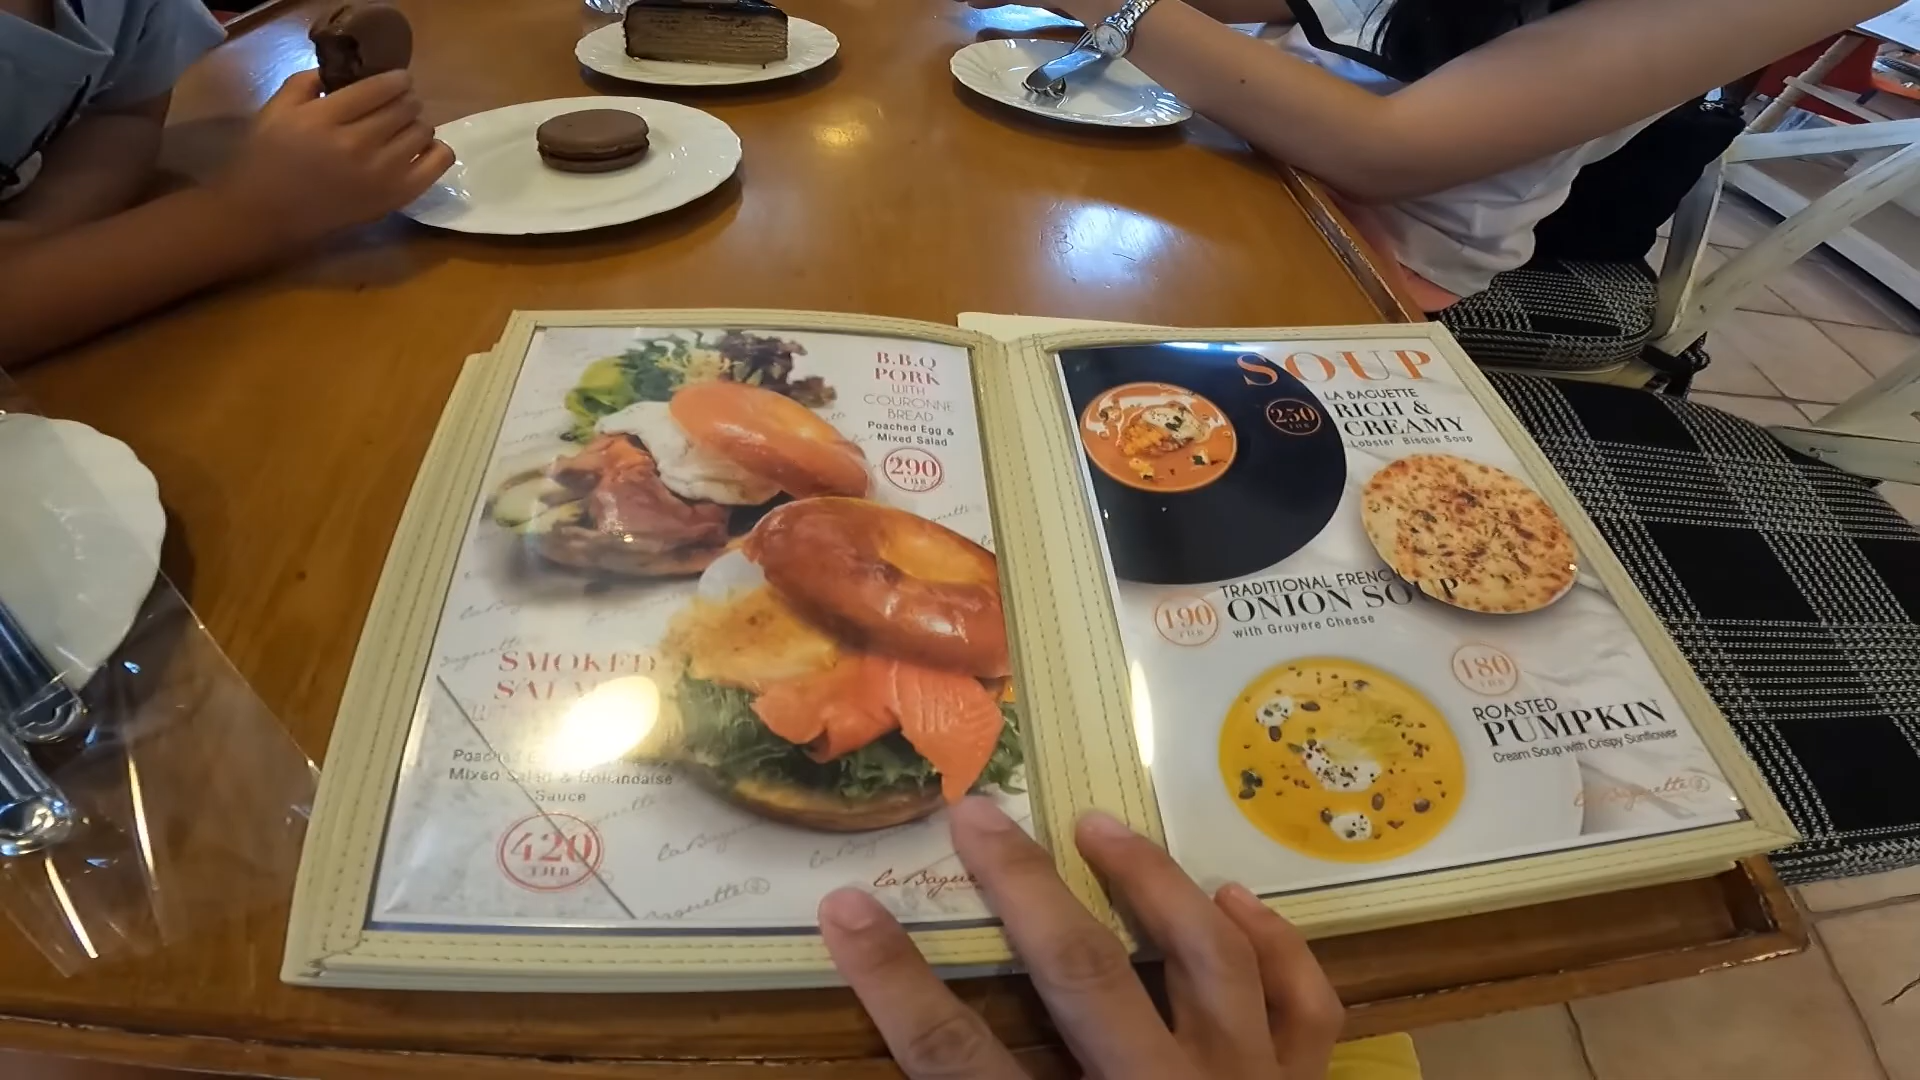 B.B.Q
PORK
WITH
COURONNE
BREAD
Poached Egg &
Mixed Salad
290
THB
SMOKED
Mixed Salad & Hollandaise
Sauce
420
THB
la Baguette
SOUP
250
THB
LA BAGUETTE
RICH &
CREAMY
Lobster Bisque Soup
190
THB
TRADITIONAL FRENCH
ONION SOUP
with Gruyere Cheese
180
THB
ROASTED
PUMPKIN
Cream Soup with Crispy Sunflower
la Baguette